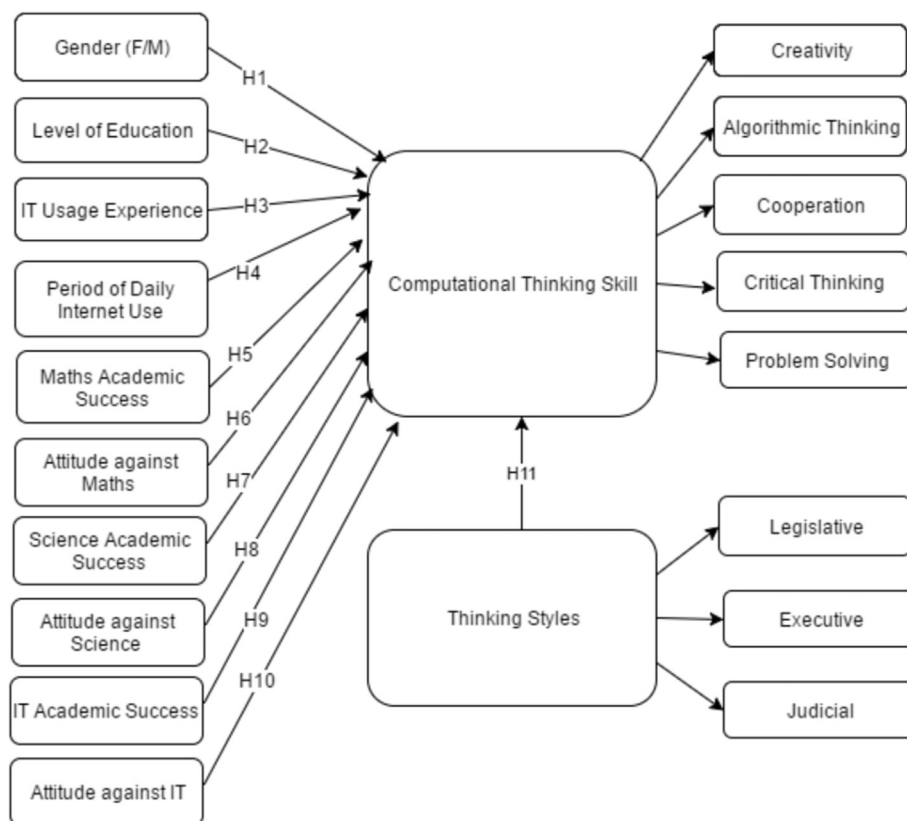 Gender (F/M)
H1
Level of Education
H2
IT Usage Experience
H3
Period of Daily
Internet Use
H4
Maths Academic
Success
H5
Attitude against
Maths
H6
Science Academic
Success
H7
Attitude against
Science
H8
IT Academic Success
H9
Attitude against IT
H10
Computational Thinking Skill
H11
Thinking Styles
Creativity
Algorithmic Thinking
Cooperation
Critical Thinking
Problem Solving
Legislative
Executive
Judicial